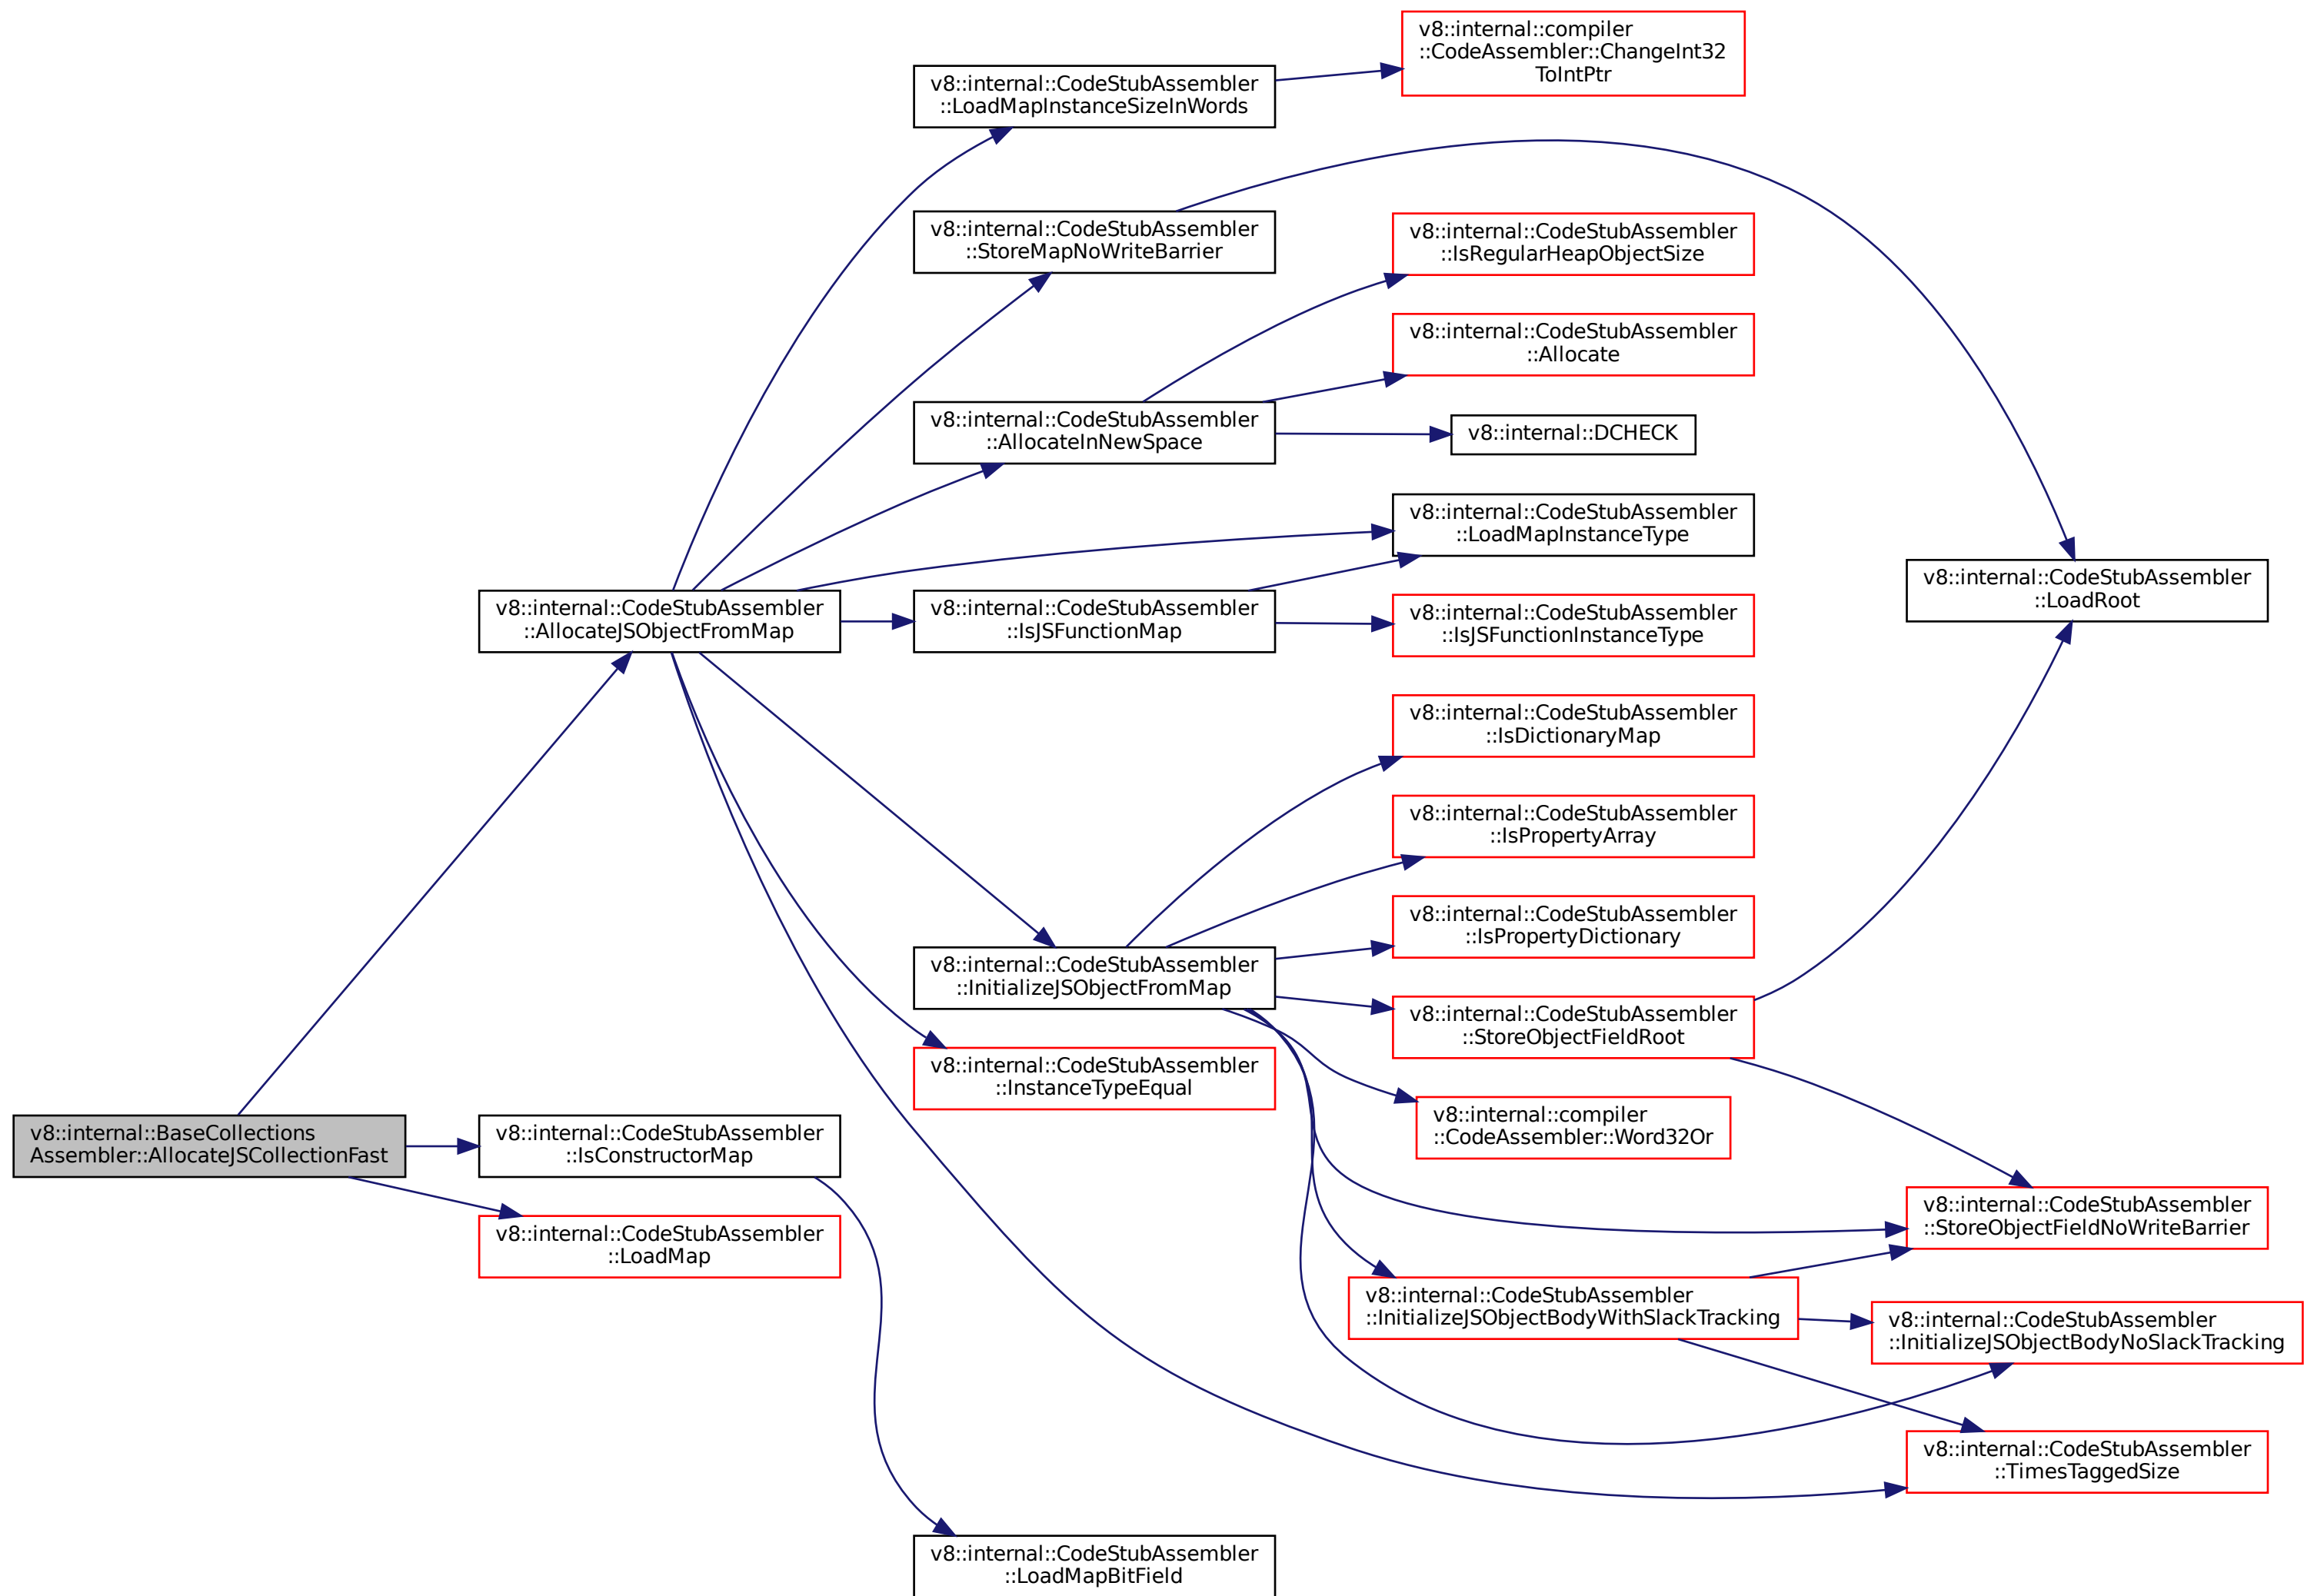 v8::internal::compiler
::CodeAssembler::ChangeInt32
ToIntPtr
v8::internal::CodeStubAssembler
::LoadMapInstanceSizeInWords
v8::internal::CodeStubAssembler
::StoreMapNoWriteBarrier
v8::internal::CodeStubAssembler
::IsRegularHeapObjectSize
v8::internal::CodeStubAssembler
::Allocate
v8::internal::CodeStubAssembler
::AllocateInNewSpace
v8::internal::DCHECK
v8::internal::CodeStubAssembler
::LoadMapInstanceType
v8::internal::CodeStubAssembler
::LoadRoot
v8::internal::CodeStubAssembler
::AllocateJSObjectFromMap
v8::internal::CodeStubAssembler
::IsJSFunctionMap
v8::internal::CodeStubAssembler
::IsJSFunctionInstanceType
v8::internal::CodeStubAssembler
::IsDictionaryMap
v8::internal::CodeStubAssembler
::IsPropertyArray
v8::internal::CodeStubAssembler
::IsPropertyDictionary
v8::internal::CodeStubAssembler
::InitializeJSObjectFromMap
v8::internal::CodeStubAssembler
::StoreObjectFieldRoot
v8::internal::CodeStubAssembler
::InstanceTypeEqual
v8::internal::compiler
::CodeAssembler::Word32Or
v8::internal::BaseCollections
Assembler::AllocateJSCollectionFast
v8::internal::CodeStubAssembler
::IsConstructorMap
v8::internal::CodeStubAssembler
::StoreObjectFieldNoWriteBarrier
v8::internal::CodeStubAssembler
::LoadMap
v8::internal::CodeStubAssembler
::InitializeJSObjectBodyWithSlackTracking
v8::internal::CodeStubAssembler
::InitializeJSObjectBodyNoSlackTracking
v8::internal::CodeStubAssembler
::TimesTaggedSize
v8::internal::CodeStubAssembler
::LoadMapBitField